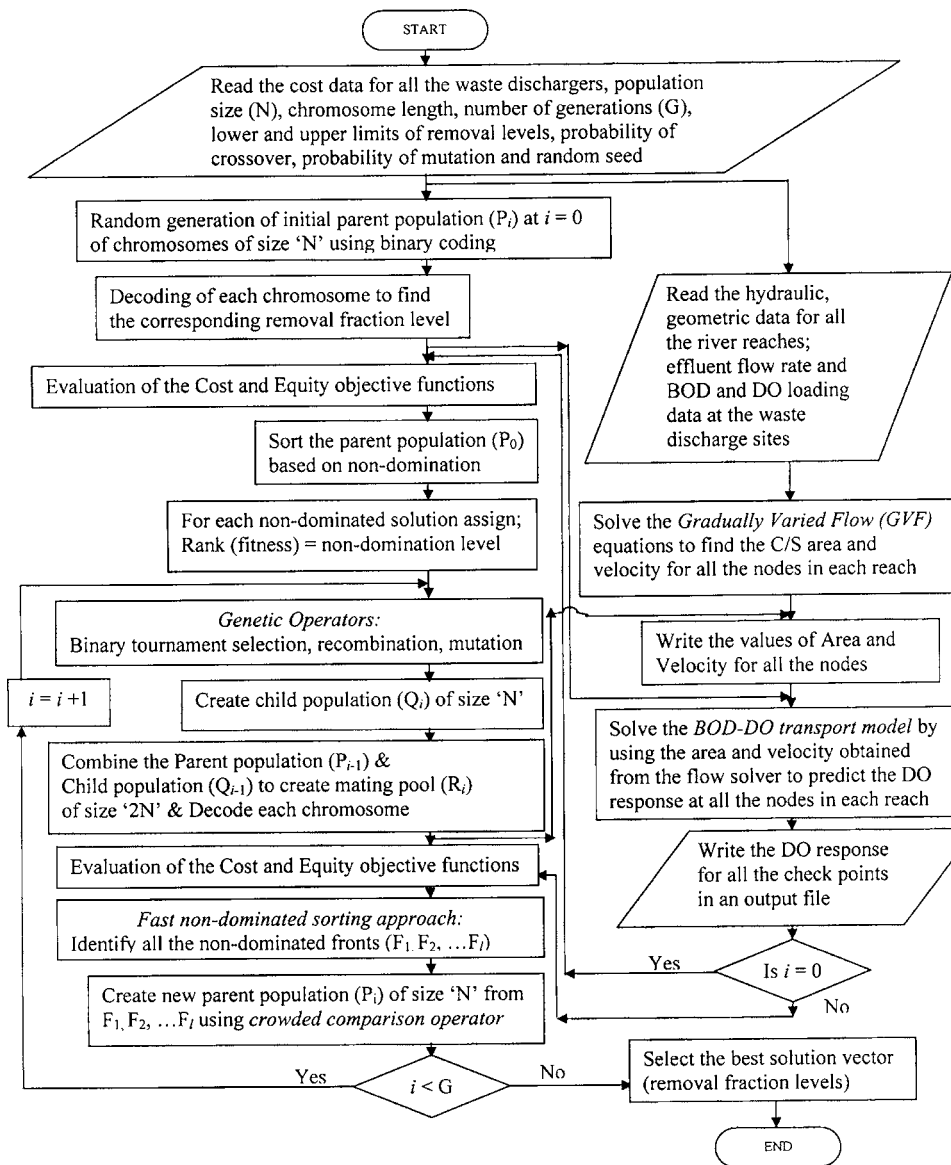 START
Read the cost data for all the waste dischargers, population
size (N), chromosome length, number of generations (G),
lower and upper limits of removal levels, probability of
crossover, probability of mutation and random seed
Random generation of initial parent population (Pi) at i = 0
of chromosomes of size ‘N’ using binary coding
Decoding of each chromosome to find
the corresponding removal fraction level
Evaluation of the Cost and Equity objective functions
Sort the parent population (P0)
based on non-domination
For each non-dominated solution assign;
Rank (fitness) = non-domination level
Genetic Operators:
Binary tournament selection, recombination, mutation
i = i +1
Create child population (Qi) of size ‘N’
Combine the Parent population (Pi-1) &
Child population (Qi-1) to create mating pool (Ri)
of size ‘2N’ & Decode each chromosome
Evaluation of the Cost and Equity objective functions
Fast non-dominated sorting approach:
Identify all the non-dominated fronts (F1, F2, …Fl)
Create new parent population (Pi) of size ‘N’ from
F1, F2, …Fl using crowded comparison operator
Yes
i < G
No
Read the hydraulic,
geometric data for all
the river reaches;
effluent flow rate and
BOD and DO loading
data at the waste
discharge sites
Solve the Gradually Varied Flow (GVF)
equations to find the C/S area and
velocity for all the nodes in each reach
Write the values of Area and
Velocity for all the nodes
Solve the BOD-DO transport model by
using the area and velocity obtained
from the flow solver to predict the DO
response at all the nodes in each reach
Write the DO response
for all the check points
in an output file
Yes
Is i = 0
No
Select the best solution vector
(removal fraction levels)
END